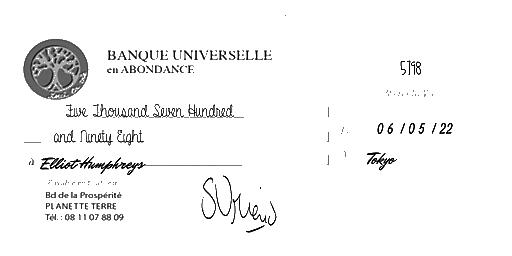 BANQUE UNIVERSELLE
en ABONDANCE
5798
Five Thousand Seven Hundred
and Ninety Eight
06/05/22
à Elliot Humphreys
Tokyo
Bd de la Prospérité
PLANETTE TERRE
Tél. : 08 11 07 88 09